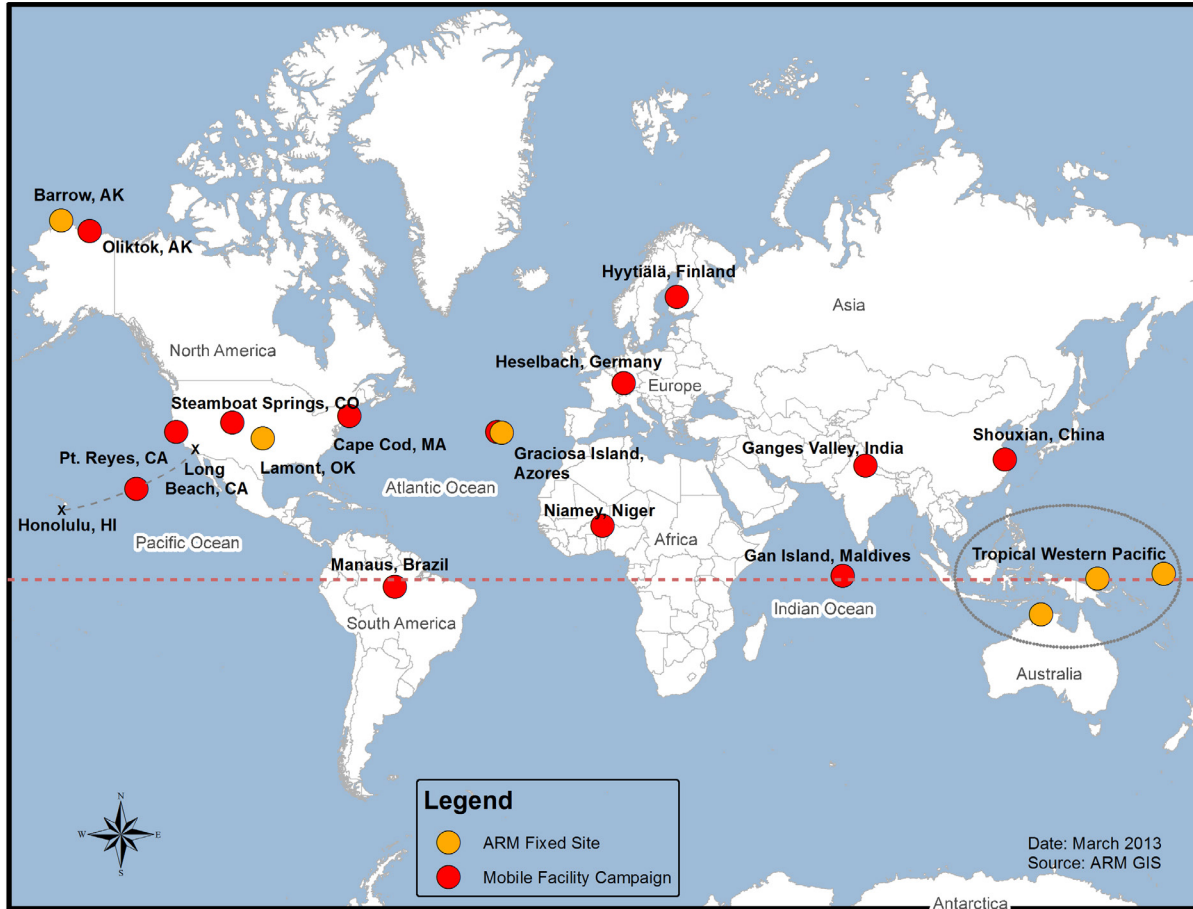 Barrow, AK
Oliktok, AK
Hyytiälä, Finland
Asia
North America
Heselbach, Germany
Europe
Steamboat Springs, CO
Cape Cod, MA
Graciosa Island,
Azores
Ganges Valley, India
Shouxian, China
Pt. Reyes, CA
x
Long
Beach, CA
Lamont, OK
Atlantic Ocean
x
Honolulu, HI
Niamey, Niger
Africa
Pacific Ocean
Manaus, Brazil
Gan Island, Maldives
Tropical Western Pacific
South America
Indian Ocean
Australia
N
W
E
S
Legend
ARM Fixed Site
Mobile Facility Campaign
Date: March 2013
Source: ARM GIS
Antarctica